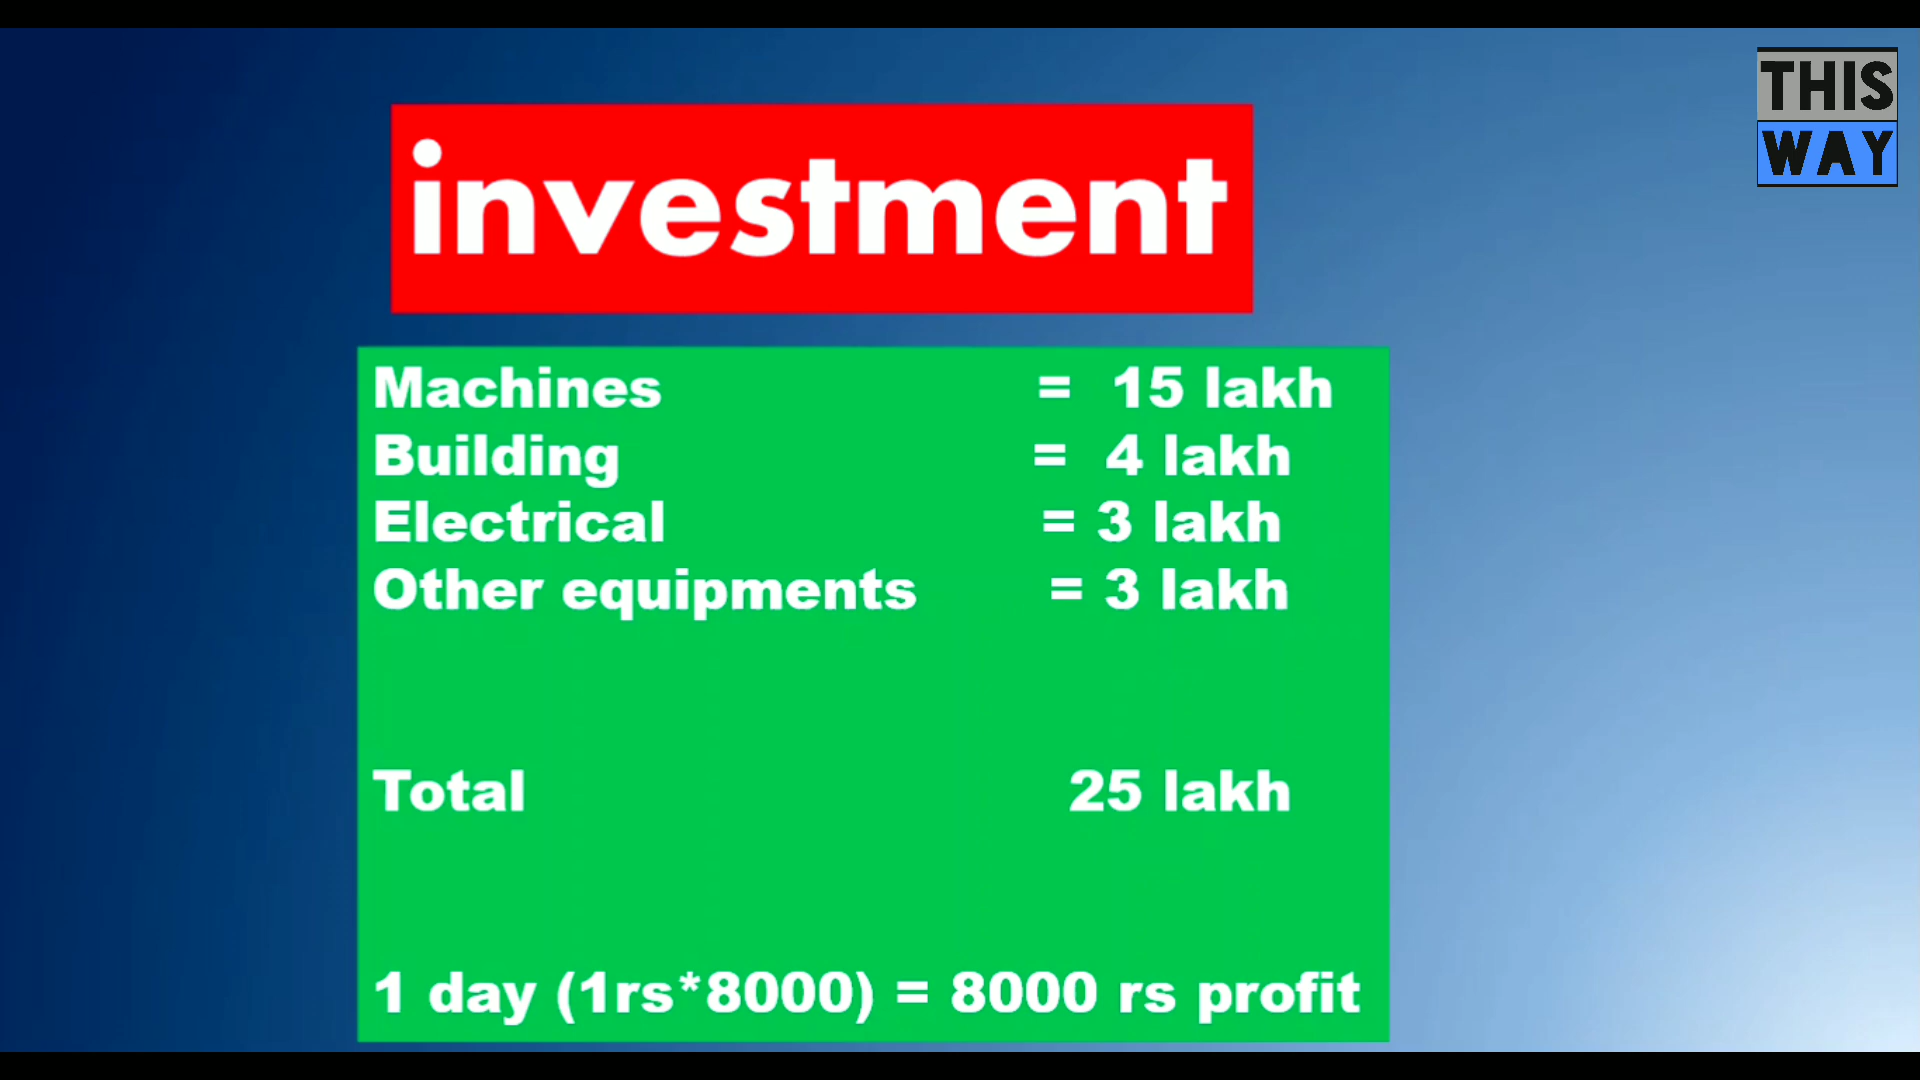 THIS
WAY
investment
Machines = 15 lakh
Building = 4 lakh
Electrical = 3 lakh
Other equipments = 3 lakh
Total 25 lakh
1 day (1rs*8000) = 8000 rs profit